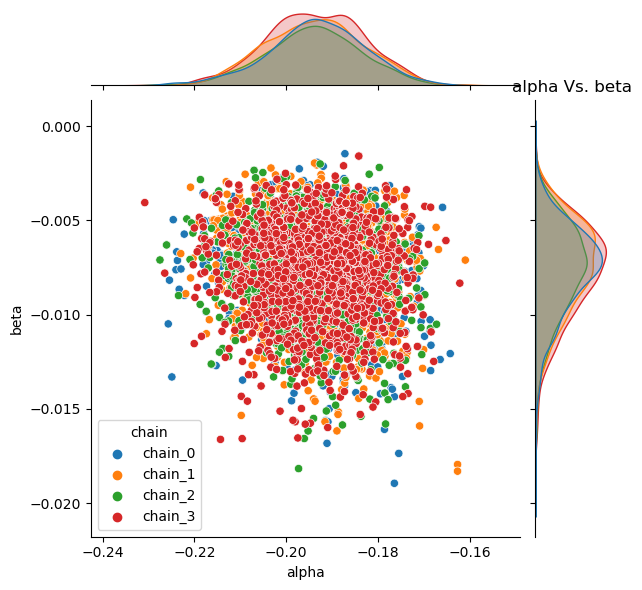 alpha Vs. beta
0.000
−0.005
−0.010
−0.015
−0.020
beta
chain
chain_0
chain_1
chain_2
chain_3
−0.24
−0.22
−0.20
−0.18
−0.16
alpha